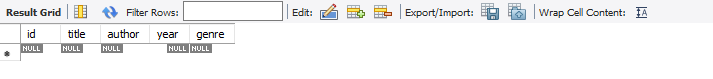 Result Grid Filter Rows: Edit: Export/Import: Wrap Cell Content: IA
id title author year genre
* NULL NULL NULL NULL NULL